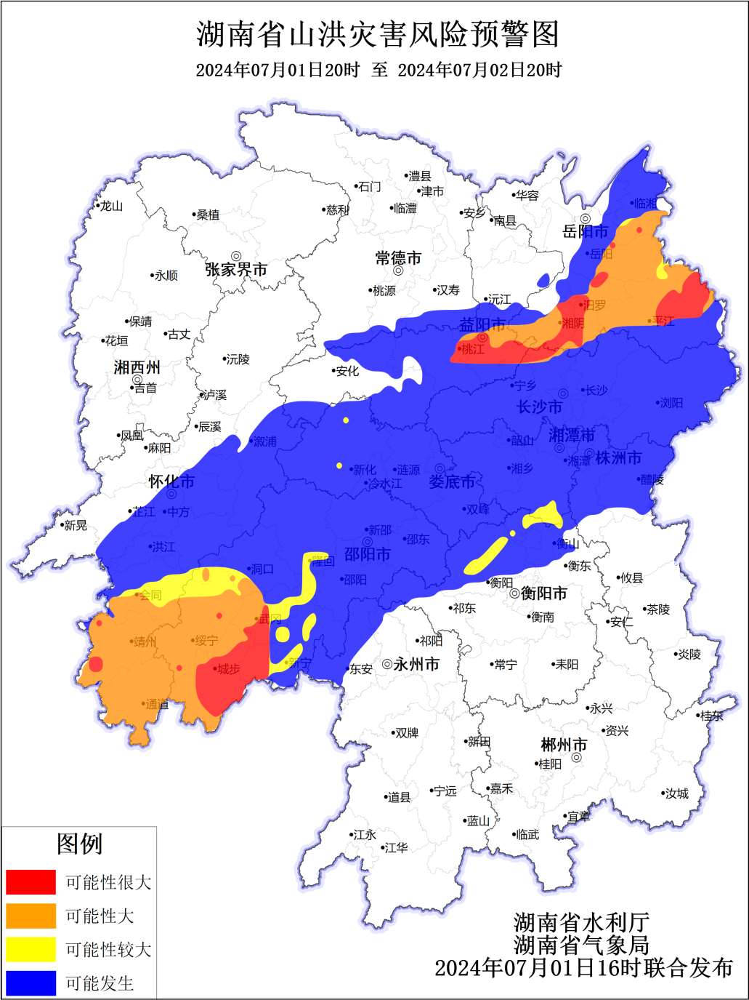 湖南省山洪灾害风险预警图
2024年07月01日20时 至 2024年07月02日20时
龙山
桑植
慈利
石门
澧县
津市
临澧
安乡
南县
华容
临湘
岳阳市
岳阳
张家界市
常德市
永顺
桃源
汉寿
沅江
汨罗
保靖
古丈
花垣
益阳市
湘阴
平江
桃江
湘西州
沅陵
安化
吉首
泸溪
宁乡
长沙
长沙市
浏阳
凤凰
辰溪
麻阳
溆浦
韶山
湘潭市
湘潭
株洲市
怀化市
新化
涟源
冷水江
娄底市
湘乡
醴陵
新晃
芷江
中方
双峰
洪江
新邵
邵东
邵阳市
衡山
洞口
隆回
邵阳
衡东
衡阳
攸县
会同
衡阳市
祁东
衡南
茶陵
安仁
武冈
靖州
绥宁
祁阳
炎陵
城步
新宁
东安
永州市
常宁
耒阳
通道
永兴
桂东
双牌
新田
资兴
郴州市
桂阳
道县
宁远
嘉禾
汝城
蓝山
宜章
江永
江华
临武
图例
可能性很大
可能性大
可能性较大
可能发生
湖南省水利厅
湖南省气象局
2024年07月01日16时联合发布